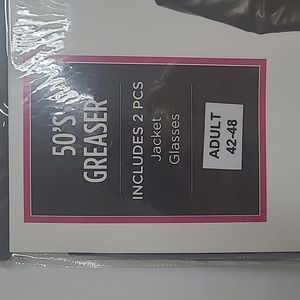 50'S
GREASER
INCLUDES 2 PCS
Jacket
Glasses
ADULT
42-48